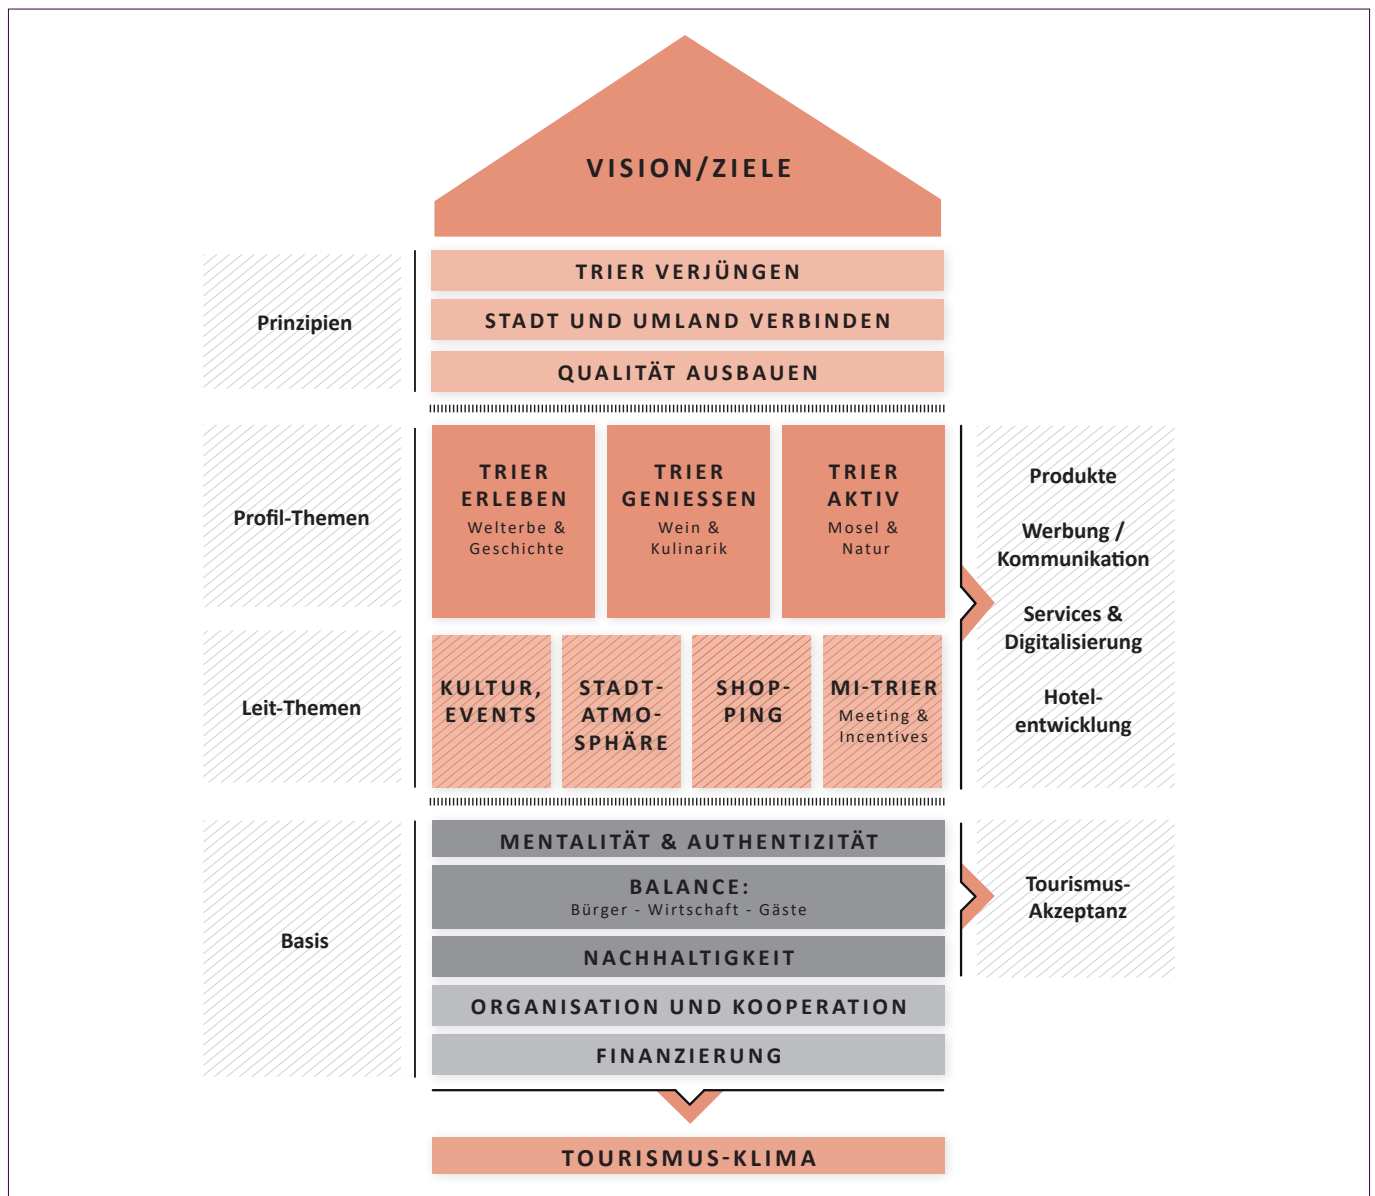 VISION/ZIELE
Prinzipien
TRIER VERJÜNGEN
STADT UND UMLAND VERBINDEN
QUALITÄT AUSBAUEN
Profil-Themen
TRIER
ERLEBEN
Welterbe &
Geschichte
TRIER
GENIESSEN
Wein &
Kulinarik
TRIER
AKTIV
Mosel &
Natur
Leit-Themen
KULTUR,
EVENTS
STADT-
ATMO-
SPHÄRE
SHOP-
PING
MI-TRIER
Meeting &
Incentives
Produkte
Werbung /
Kommunikation
Services &
Digitalisierung
Hotel-
entwicklung
Basis
MENTALITÄT & AUTHENTIZITÄT
BALANCE:
Bürger - Wirtschaft - Gäste
NACHHALTIGKEIT
ORGANISATION UND KOOPERATION
FINANZIERUNG
Tourismus-
Akzeptanz
TOURISMUS-KLIMA